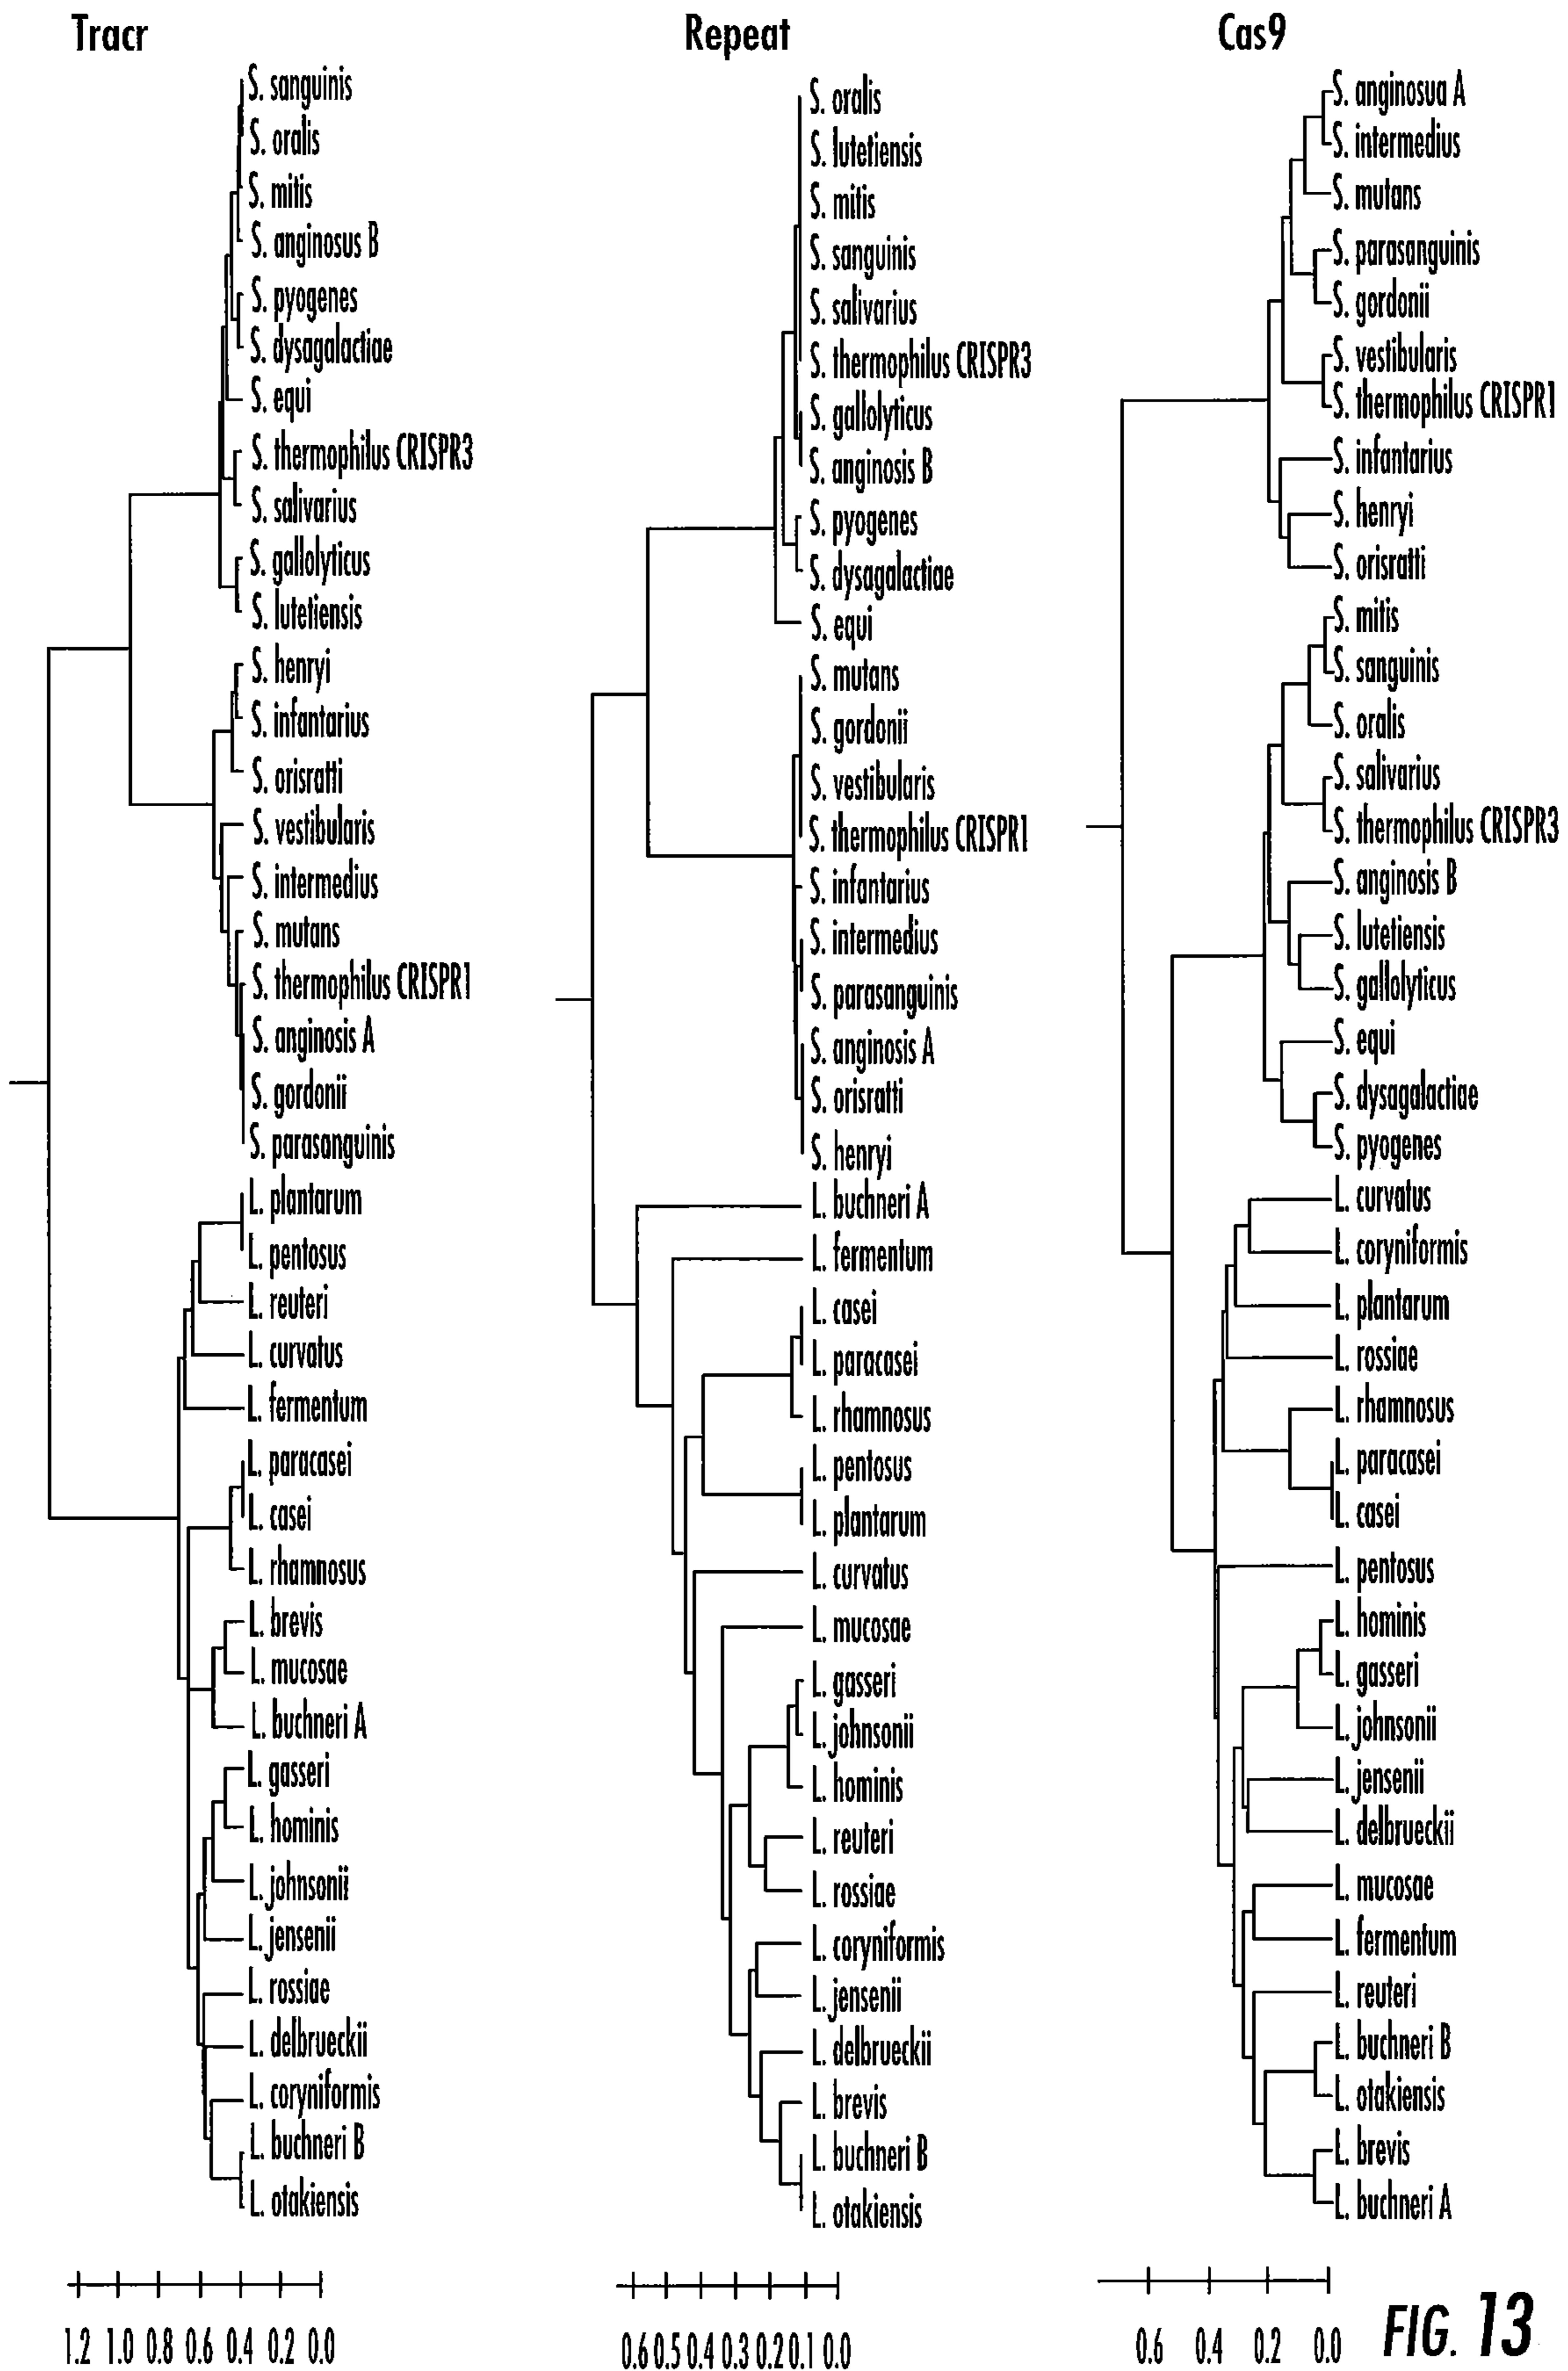 Tracr
S. sanguinis
S. oralis
S. mitis
S. anginosus B
S. pyogenes
S. dysagalactiae
S. equi
S. thermophilus CRISPR3
S. salivarius
S. gallolyticus
S. lutetiensis
S. henryi
S. infantarius
S. orisratti
S. vestibularis
S. intermedius
S. mutans
S. thermophilus CRISPR1
S. anginosis A
S. gordonii
S. parasanguinis
L. plantarum
L. pentosus
L. reuteri
L. curvatus
L. fermentum
L. paracasei
L. casei
L. rhamnosus
L. brevis
L. mucosae
L. buchneri A
L. gasseri
L. hominis
L. johnsonii
L. jensenii
L. rossiae
L. delbrueckii
L. coryniformis
L. buchneri B
L. otakiensis
1.2 1.0 0.8 0.6 0.4 0.2 0.0
Repeat
S. oralis
S. lutetiensis
S. mitis
S. sanguinis
S. salivarius
S. thermophilus CRISPR3
S. gallolyticus
S. anginosis B
S. pyogenes
S. dysagalactiae
S. equi
S. mutans
S. gordonii
S. vestibularis
S. thermophilus CRISPR1
S. infantarius
S. intermedius
S. parasanguinis
S. anginosis A
S. orisratti
S. henryi
L. buchneri A
L. fermentum
L. casei
L. paracasei
L. rhamnosus
L. pentosus
L. plantarum
L. curvatus
L. mucosae
L. gasseri
L. johnsonii
L. hominis
L. reuteri
L. rossiae
L. coryniformis
L. jensenii
L. delbrueckii
L. brevis
L. buchneri B
L. otakiensis
0.6 0.5 0.4 0.3 0.2 0.1 0.0
Cas9
S. anginosua A
S. intermedius
S. mutans
S. parasanguinis
S. gordonii
S. vestibularis
S. thermophilus CRISPR1
S. infantarius
S. henryi
S. orisratti
S. mitis
S. sanguinis
S. oralis
S. salivarius
S. thermophilus CRISPR3
S. anginosis B
S. lutetiensis
S. gallolyticus
S. equi
S. dysagalactiae
S. pyogenes
L. curvatus
L. coryniformis
L. plantarum
L. rossiae
L. rhamnosus
L. paracasei
L. casei
L. pentosus
L. hominis
L. gasseri
L. johnsonii
L. jensenii
L. delbrueckii
L. mucosae
L. fermentum
L. reuteri
L. buchneri B
L. otakiensis
L. brevis
L. buchneri A
0.6 0.4 0.2 0.0
FIG. 13